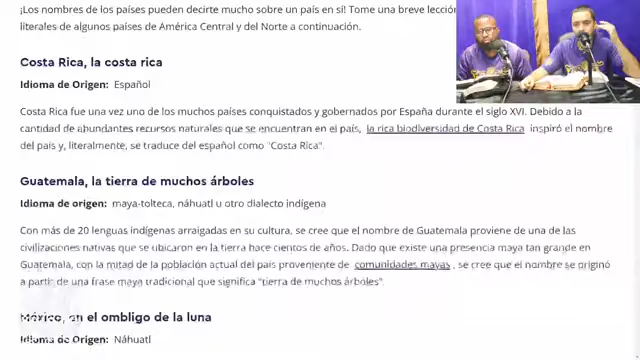 ¡Los nombres de los países pueden decirte mucho sobre un país en sí! Tome una breve lecció
literales de algunos países de América Central y del Norte a continuación.
Costa Rica, la costa rica
Idioma de Origen: Español
Costa Rica fue una vez uno de los muchos países conquistados y gobernados por España durante el siglo XVI. Debido a la
cantidad de abundantes recursos naturales que se encuentran en el país, la rica biodiversidad de Costa Rica inspiró el nombre
del país y, literalmente, se traduce del español como "Costa Rica".
Guatemala, la tierra de muchos árboles
Idioma de origen: maya-tolteca, náhuatl u otro dialecto indígena
Con más de 20 lenguas indígenas arraigadas en su cultura, se cree que el nombre de Guatemala proviene de una de las
civilizaciones nativas que se ubicaron en la tierra hace cientos de años. Dado que existe una presencia maya tan grande en
Guatemala, con la mitad de la población actual del país proveniente de comunidades mayas , se cree que el nombre se originó
a partir de una frase maya tradicional que significa "tierra de muchos árboles".
México, en el ombligo de la luna
Idioma de Origen: Náhuatl